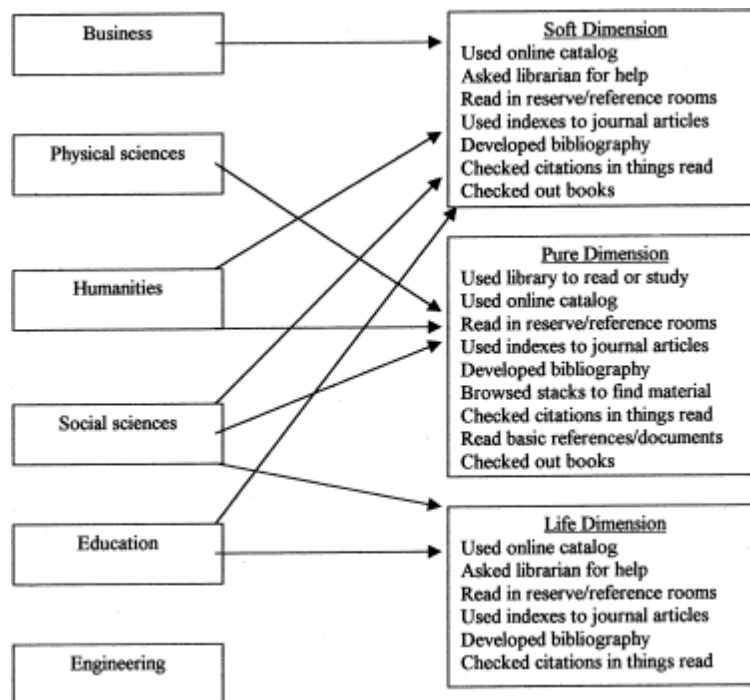 Business
Physical sciences
Humanities
Social sciences
Education
Engineering
Soft Dimension
Used online catalog
Asked librarian for help
Read in reserve/reference rooms
Used indexes to journal articles
Developed bibliography
Checked citations in things read
Checked out books
Pure Dimension
Used library to read or study
Used online catalog
Read in reserve/reference rooms
Used indexes to journal articles
Developed bibliography
Browsed stacks to find material
Checked citations in things read
Read basic references/documents
Checked out books
Life Dimension
Used online catalog
Asked librarian for help
Read in reserve/reference rooms
Used indexes to journal articles
Developed bibliography
Checked citations in things read